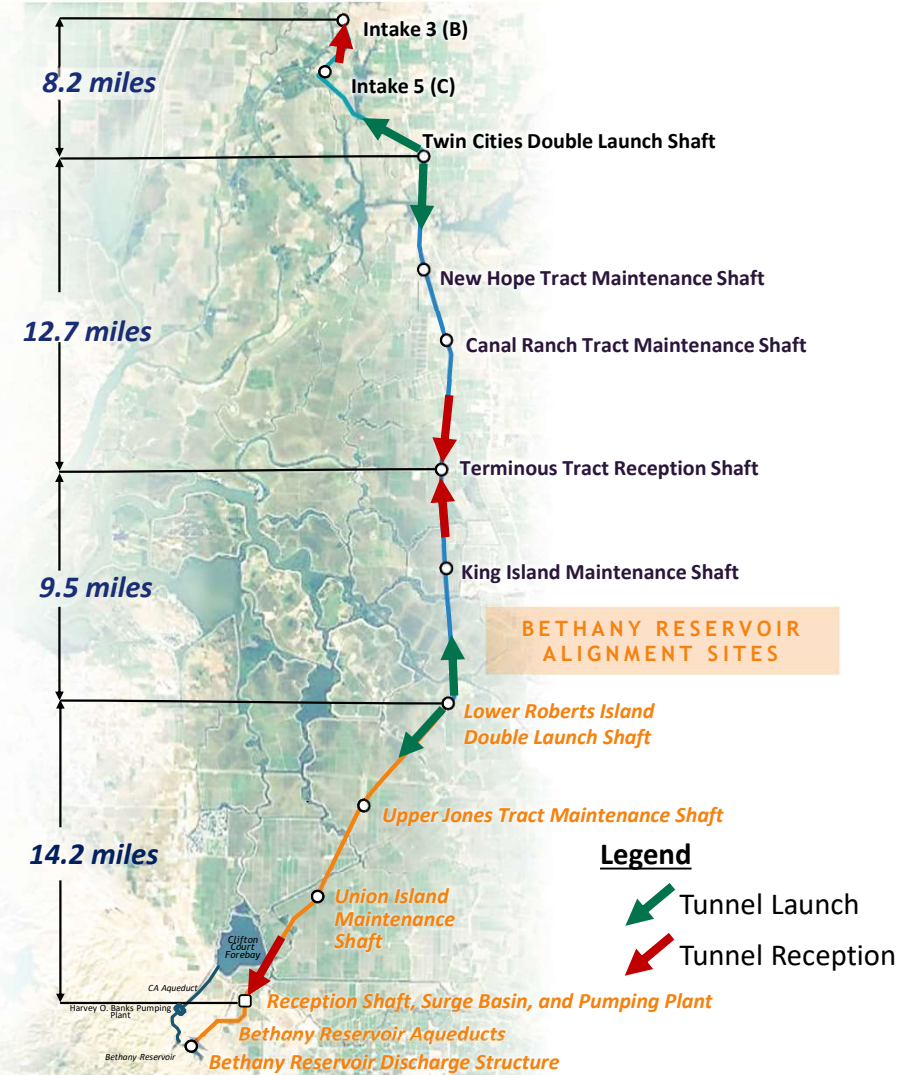 Intake 3 (B)
8.2 miles
Intake 5 (C)
Twin Cities Double Launch Shaft
New Hope Tract Maintenance Shaft
12.7 miles
Canal Ranch Tract Maintenance Shaft
Terminous Tract Reception Shaft
King Island Maintenance Shaft
9.5 miles
BETHANY RESERVOIR
ALIGNMENT SITES
Lower Roberts Island
Double Launch Shaft
Upper Jones Tract Maintenance Shaft
14.2 miles
Legend
Tunnel Launch
Tunnel Reception
Union Island
Maintenance
Shaft
Clifton
Court
Forebay
CA Aqueduct
Reception Shaft, Surge Basin, and Pumping Plant
Harvey O. Banks Pumping
Plant
Bethany Reservoir Aqueducts
Bethany Reservoir
Bethany Reservoir Discharge Structure